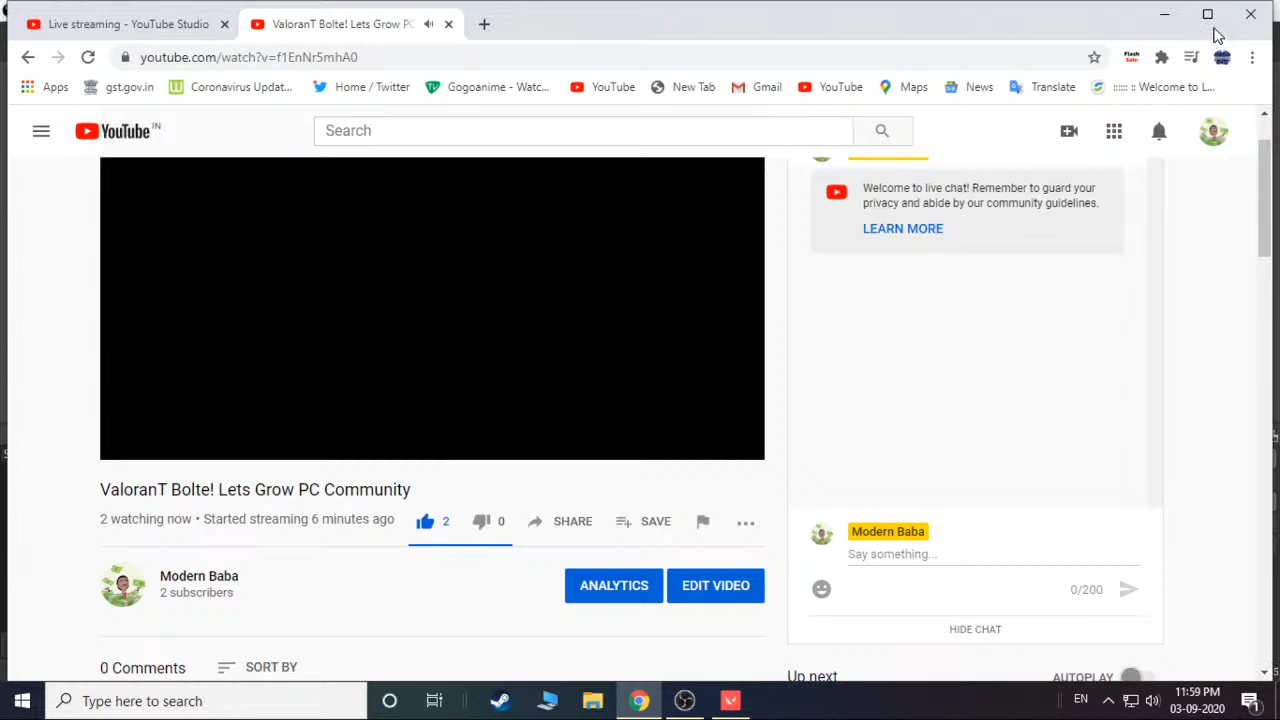 Live streaming - YouTube Studio
ValoranT Bolte! Lets Grow PC
youtube.com/watch?v=f1EnNr5mhA0
Flash Sale
Apps
gst.gov.in
Coronavirus Updat...
Home / Twitter
Gogoanime - Watc...
YouTube
New Tab
Gmail
YouTube
Maps
News
Translate
:::::: :: Welcome to L...
YouTube IN
Search
Welcome to live chat! Remember to guard your
privacy and abide by our community guidelines.
LEARN MORE
ValoranT Bolte! Lets Grow PC Community
2 watching now • Started streaming 6 minutes ago
2
0
SHARE
SAVE
Modern Baba
2 subscribers
ANALYTICS
EDIT VIDEO
Modern Baba
Say something...
0/200
HIDE CHAT
0 Comments
SORT BY
Up next
AUTOPLAY
Type here to search
EN
11:59 PM
03-09-2020
1